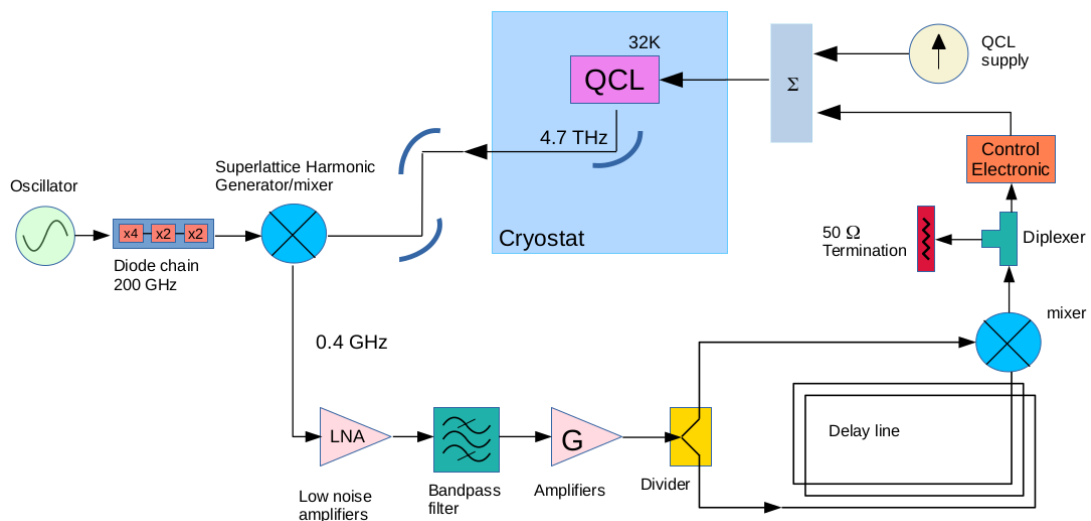 32K
QCL
QCL
supply
Σ
4.7 THz
Control
Electronic
Superlattice Harmonic
Generator/mixer
Oscillator
x4
x2
x2
Cryostat
50 Ω
Termination
Diplexer
Diode chain
200 GHz
mixer
0.4 GHz
LNA
G
Delay line
Low noise
amplifiers
Bandpass
filter
Amplifiers
Divider